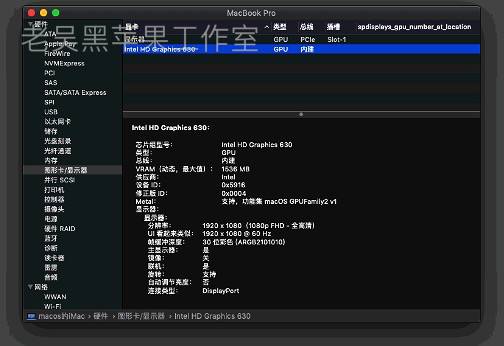 MacBook Pro
老吴黑苹果工作室
硬件
ATA
Apple Pay
FireWire
NVMExpress
PCI
SAS
SATA/SATA Express
SPI
USB
以太网卡
储存
光盘刻录
光纤通道
内存
图形卡/显示器
并行 SCSI
打印机
控制器
摄像头
电源
硬件 RAID
蓝牙
诊断
读卡器
雷雳
音频
网络
WWAN
Wi-Fi
显卡 类型 总线 插槽 spdisplays_gpu_number_at_location
显示器 GPU PCIe Slot-1
Intel HD Graphics 630 GPU 内建
Intel HD Graphics 630:
芯片组型号: Intel HD Graphics 630
类型: GPU
总线: 内建
VRAM（动态，最大值）: 1536 MB
供应商: Intel
设备 ID: 0x5916
修正版 ID: 0x0004
Metal: 支持，功能集 macOS GPUFamily2 v1
显示器:
显示器:
分辨率: 1920 x 1080（1080p FHD - 全高清）
UI 看起来类似: 1920 x 1080 @ 60 Hz
帧缓冲深度: 30 位彩色 (ARGB2101010)
主显示器: 是
镜像: 关
联机: 是
旋转: 支持
自动调节亮度: 否
连接类型: DisplayPort
macos的iMac › 硬件 › 图形卡/显示器 › Intel HD Graphics 630